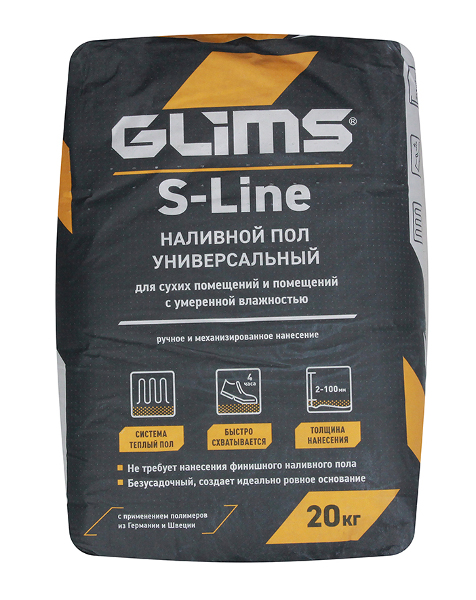 GLIMS®
S-Line
НАЛИВНОЙ ПОЛ
УНИВЕРСАЛЬНЫЙ
для сухих помещений и помещений
с умеренной влажностью
ручное и механизированное нанесение
4
часа
2-100мм
СИСТЕМА
ТЕПЛЫЙ ПОЛ
БЫСТРО
СХВАТЫВАЕТСЯ
ТОЛЩИНА
НАНЕСЕНИЯ
• Не требует нанесения финишного наливного пола
• Безусадочный, создает идеально ровное основание
с применением полимеров
из Германии и Швеции
20кг